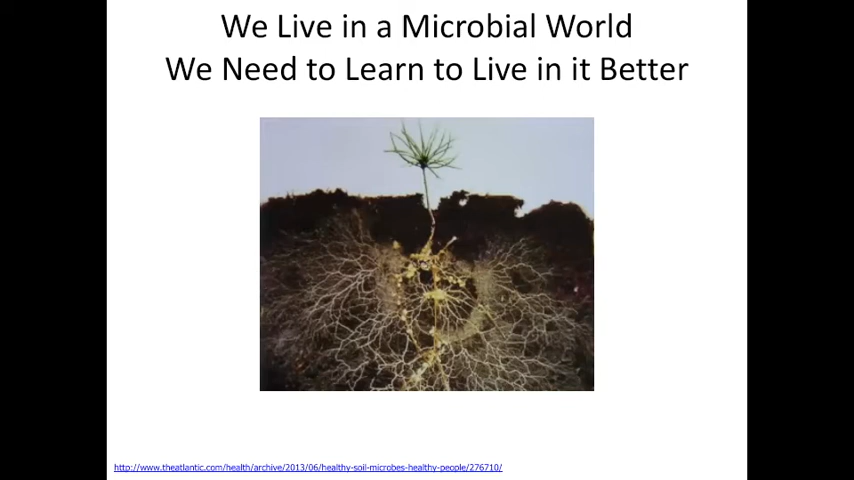 We Live in a Microbial World
We Need to Learn to Live in it Better
http://www.theatlantic.com/health/archive/2013/06/healthy-soil-microbes-healthy-people/276710/